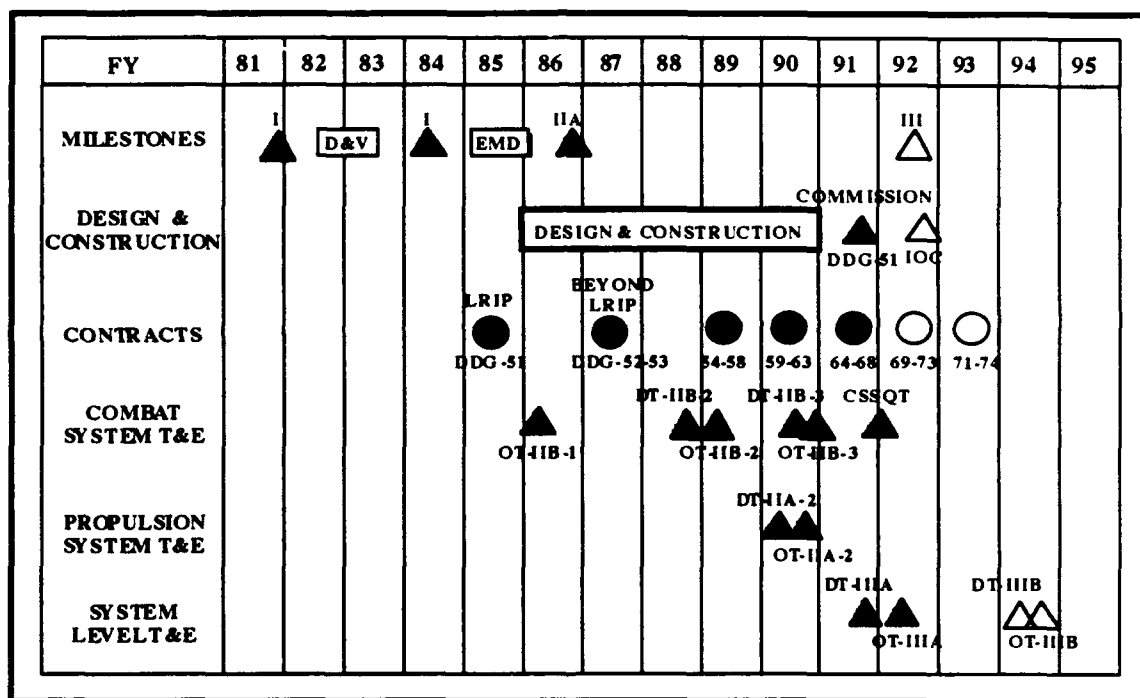 FY 81 82 83 84 85 86 87 88 89 90 91 92 93 94 95
I I IIA III
MILESTONES D&V EMD
COMMISSION
DESIGN &
CONSTRUCTION
DESIGN & CONSTRUCTION
DDG-51 IOC
LRIP BEYOND
LRIP
CONTRACTS
DDG-51 DDG-52-53 54-58 59-63 64-68 69-73 71-74
COMBAT
SYSTEM T&E
DT-IIB-2 DT-IIB-3 CSSQT
OT-IIB-1 OT-IIB-2 OT-IIB-3
PROPULSION
SYSTEM T&E
DT-IIA-2
OT-IIA-2
SYSTEM
LEVEL T&E
DT-IIIA DT-IIIB
OT-IIIA OT-IIIB